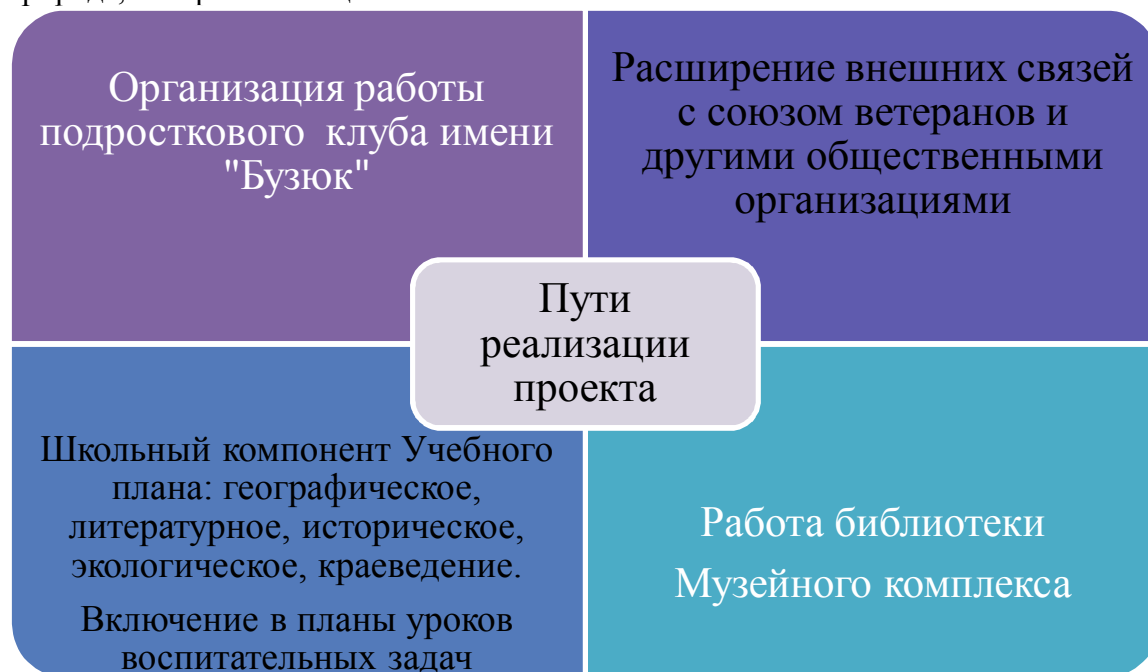 Организация работы
подросткового клуба имени
"Бузюк"
Расширение внешних связей
с союзом ветеранов и
другими общественными
организациями
Пути
реализации
проекта
Школьный компонент Учебного
плана: географическое,
литературное, историческое,
экологическое, краеведение.
Включение в планы уроков
воспитательных задач
Работа библиотеки
Музейного комплекса